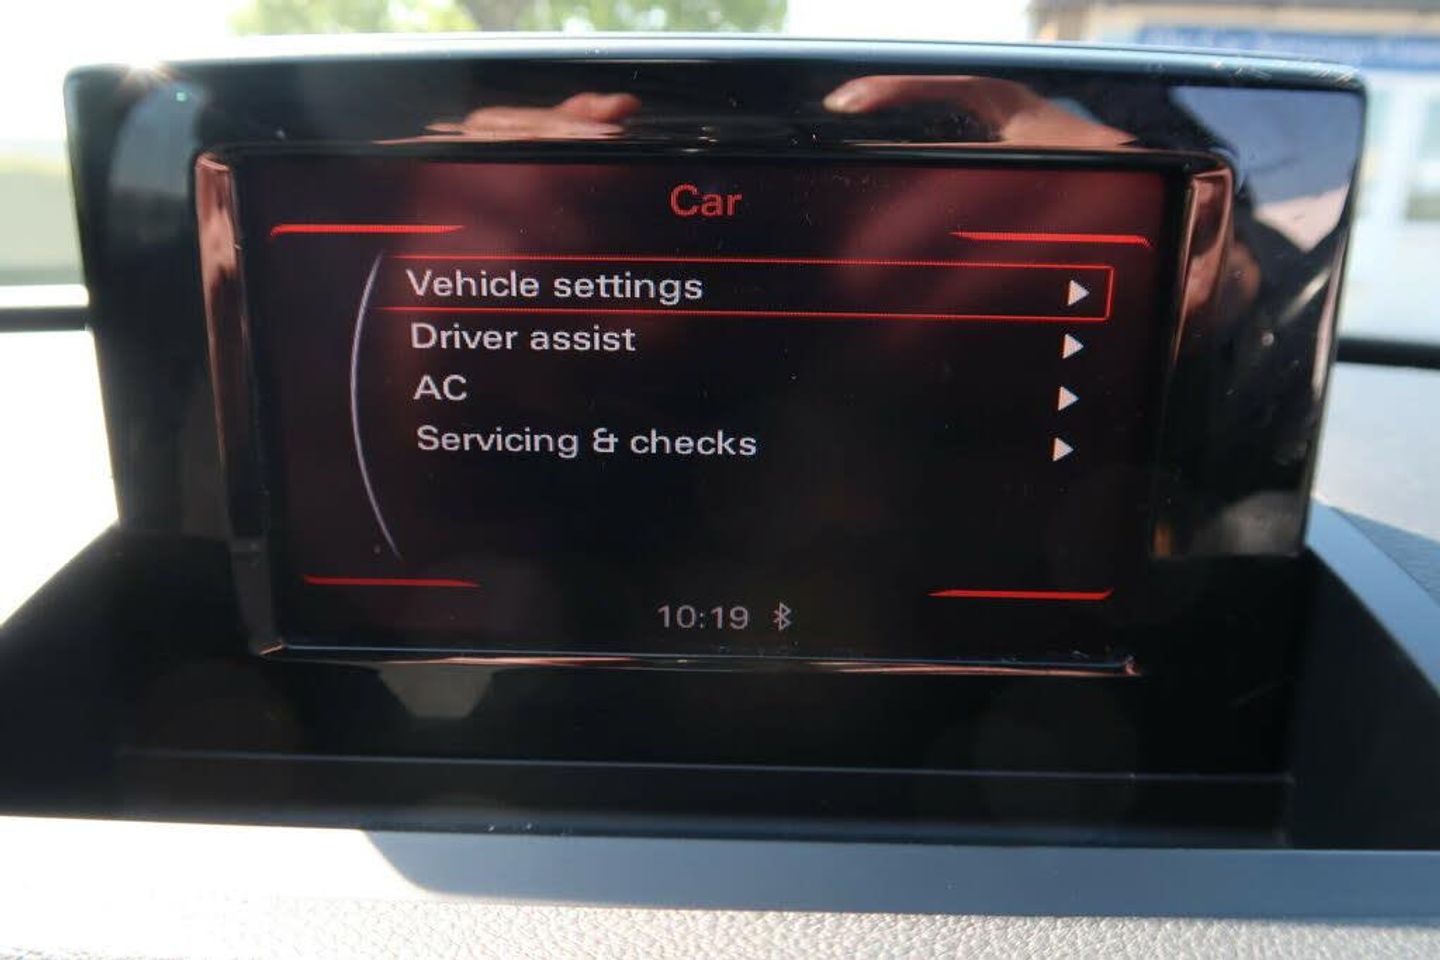 Car
Vehicle settings
Driver assist
AC
Servicing & checks
10:19